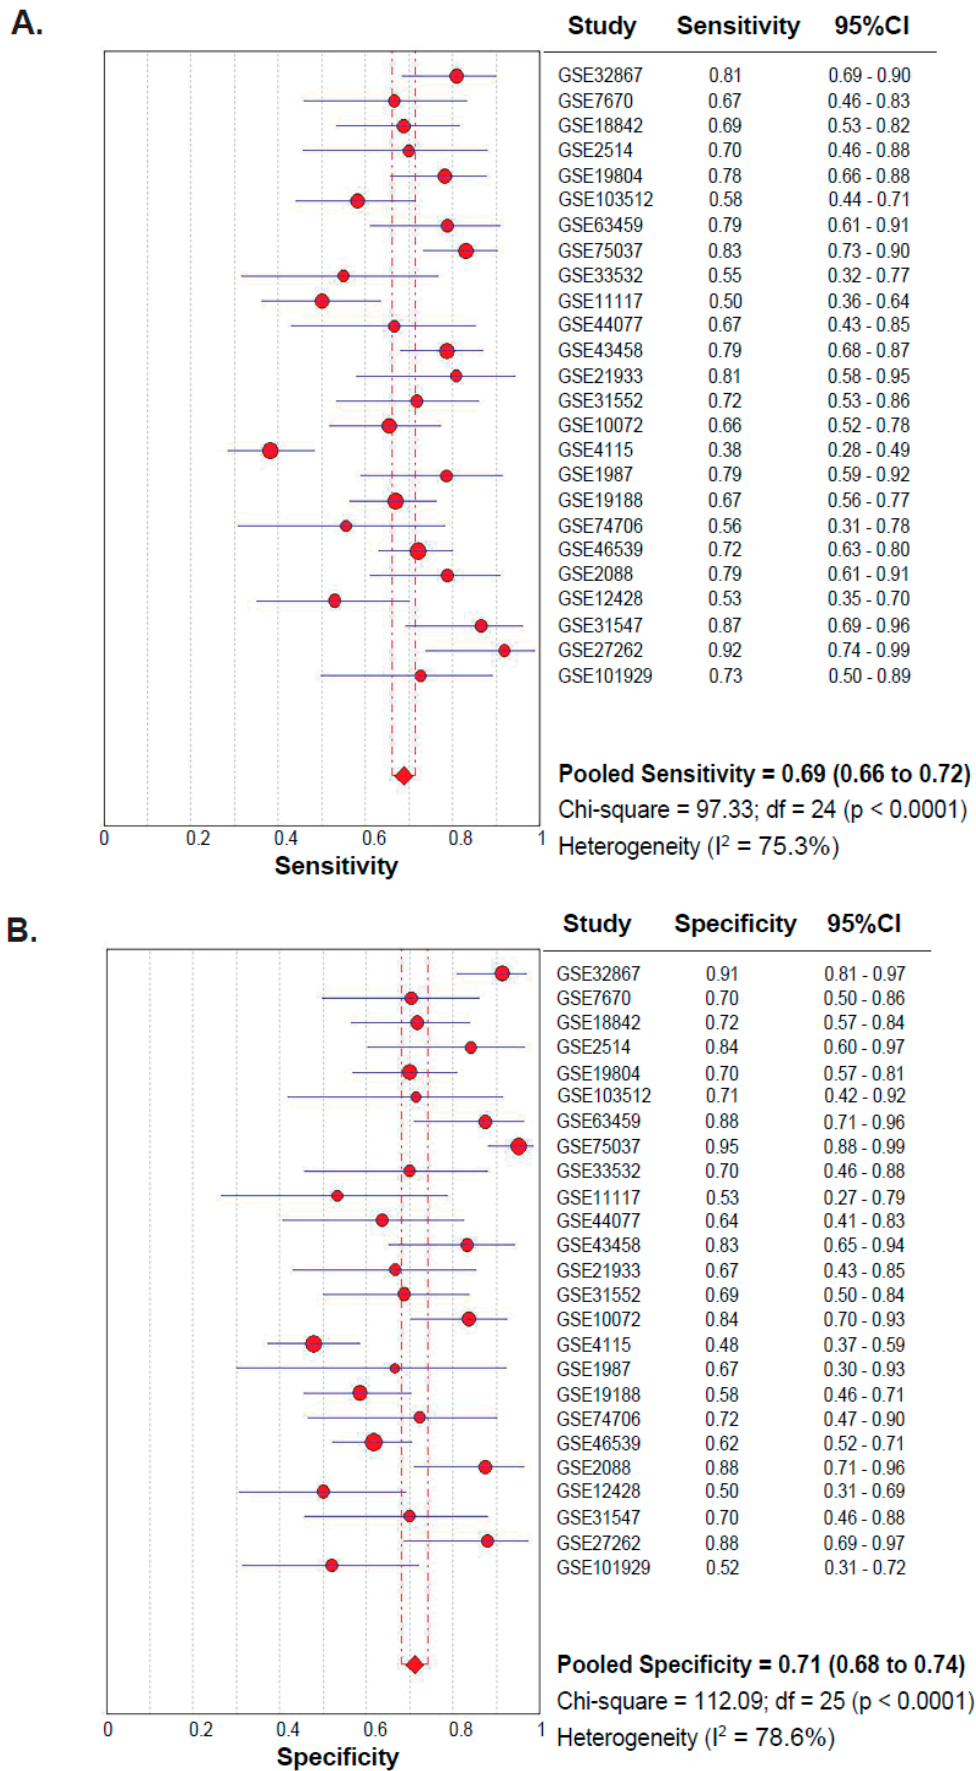 A.
Study Sensitivity 95%CI
GSE32867 0.81 0.69 - 0.90
GSE7670 0.67 0.46 - 0.83
GSE18842 0.69 0.53 - 0.82
GSE2514 0.70 0.46 - 0.88
GSE19804 0.78 0.66 - 0.88
GSE103512 0.58 0.44 - 0.71
GSE63459 0.79 0.61 - 0.91
GSE75037 0.83 0.73 - 0.90
GSE33532 0.55 0.32 - 0.77
GSE11117 0.50 0.36 - 0.64
GSE44077 0.67 0.43 - 0.85
GSE43458 0.79 0.68 - 0.87
GSE21933 0.81 0.58 - 0.95
GSE31552 0.72 0.53 - 0.86
GSE10072 0.66 0.52 - 0.78
GSE4115 0.38 0.28 - 0.49
GSE1987 0.79 0.59 - 0.92
GSE19188 0.67 0.56 - 0.77
GSE74706 0.56 0.31 - 0.78
GSE46539 0.72 0.63 - 0.80
GSE2088 0.79 0.61 - 0.91
GSE12428 0.53 0.35 - 0.70
GSE31547 0.87 0.69 - 0.96
GSE27262 0.92 0.74 - 0.99
GSE101929 0.73 0.50 - 0.89
Pooled Sensitivity = 0.69 (0.66 to 0.72)
Chi-square = 97.33; df = 24 (p < 0.0001)
Heterogeneity (I² = 75.3%)
0 0.2 0.4 0.6 0.8 1
Sensitivity
B.
Study Specificity 95%CI
GSE32867 0.91 0.81 - 0.97
GSE7670 0.70 0.50 - 0.86
GSE18842 0.72 0.57 - 0.84
GSE2514 0.84 0.60 - 0.97
GSE19804 0.70 0.57 - 0.81
GSE103512 0.71 0.42 - 0.92
GSE63459 0.88 0.71 - 0.96
GSE75037 0.95 0.88 - 0.99
GSE33532 0.70 0.46 - 0.88
GSE11117 0.53 0.27 - 0.79
GSE44077 0.64 0.41 - 0.83
GSE43458 0.83 0.65 - 0.94
GSE21933 0.67 0.43 - 0.85
GSE31552 0.69 0.50 - 0.84
GSE10072 0.84 0.70 - 0.93
GSE4115 0.48 0.37 - 0.59
GSE1987 0.67 0.30 - 0.93
GSE19188 0.58 0.46 - 0.71
GSE74706 0.72 0.47 - 0.90
GSE46539 0.62 0.52 - 0.71
GSE2088 0.88 0.71 - 0.96
GSE12428 0.50 0.31 - 0.69
GSE31547 0.70 0.46 - 0.88
GSE27262 0.88 0.69 - 0.97
GSE101929 0.52 0.31 - 0.72
Pooled Specificity = 0.71 (0.68 to 0.74)
Chi-square = 112.09; df = 25 (p < 0.0001)
Heterogeneity (I² = 78.6%)
0 0.2 0.4 0.6 0.8 1
Specificity